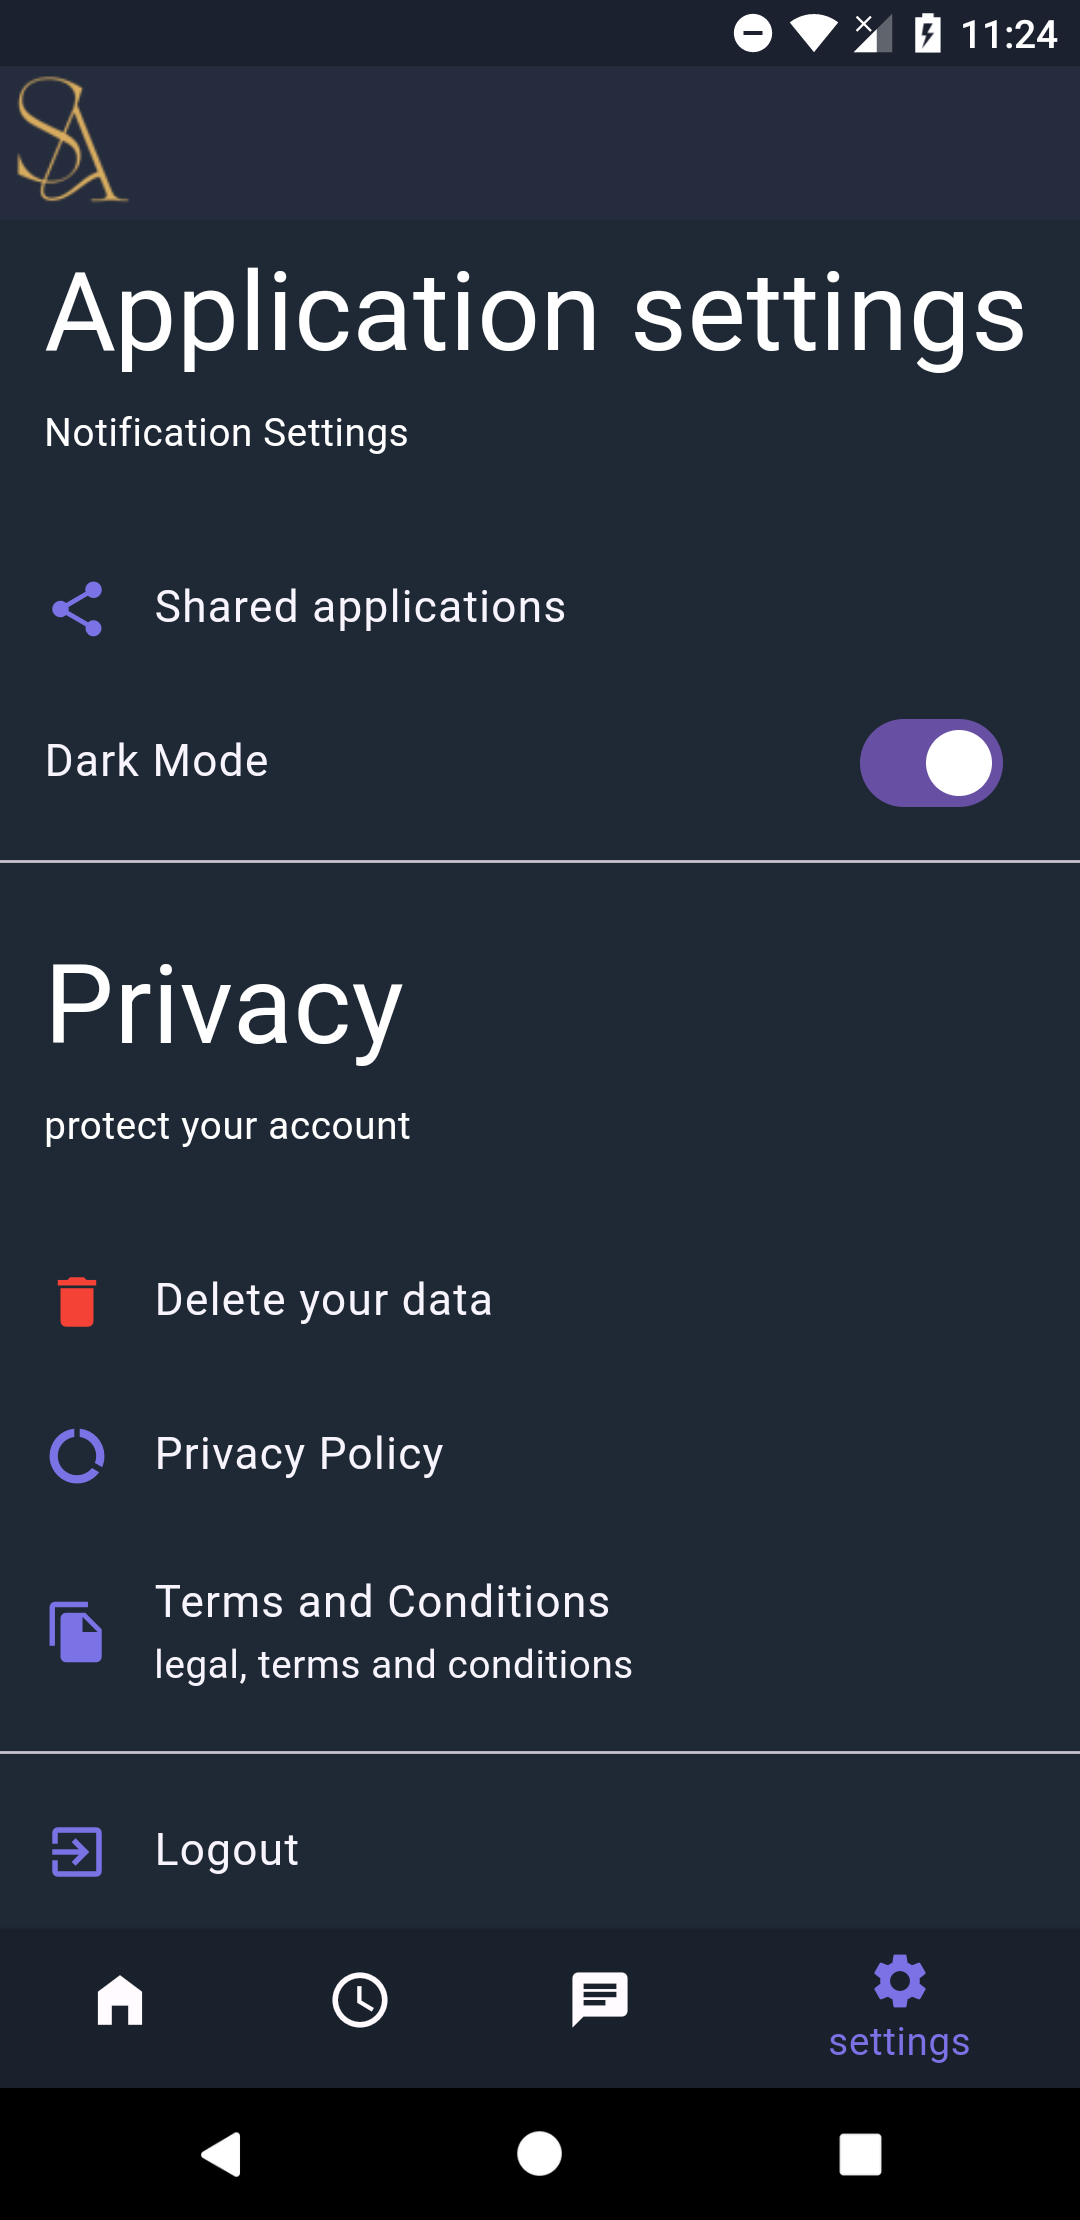 11:24
SA
Application settings
Notification Settings
Shared applications
Dark Mode
Privacy
protect your account
Delete your data
Privacy Policy
Terms and Conditions
legal, terms and conditions
Logout
settings